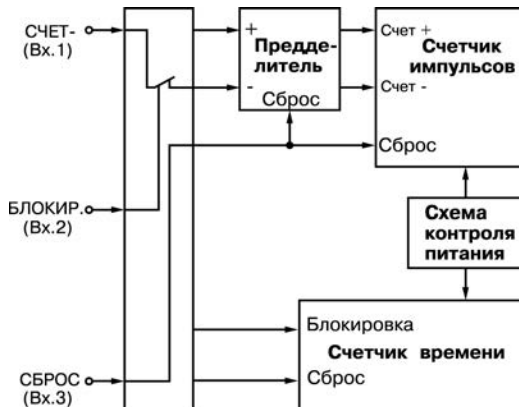 СЧЕТ-
(Вх.1)
БЛОКИР.
(Вх.2)
СБРОС
(Вх.3)
+
Предде-
литель
-
Сброс
Счет +
Счетчик
импульсов
Счет -
Сброс
Схема
контроля
питания
Блокировка
Счетчик времени
Сброс